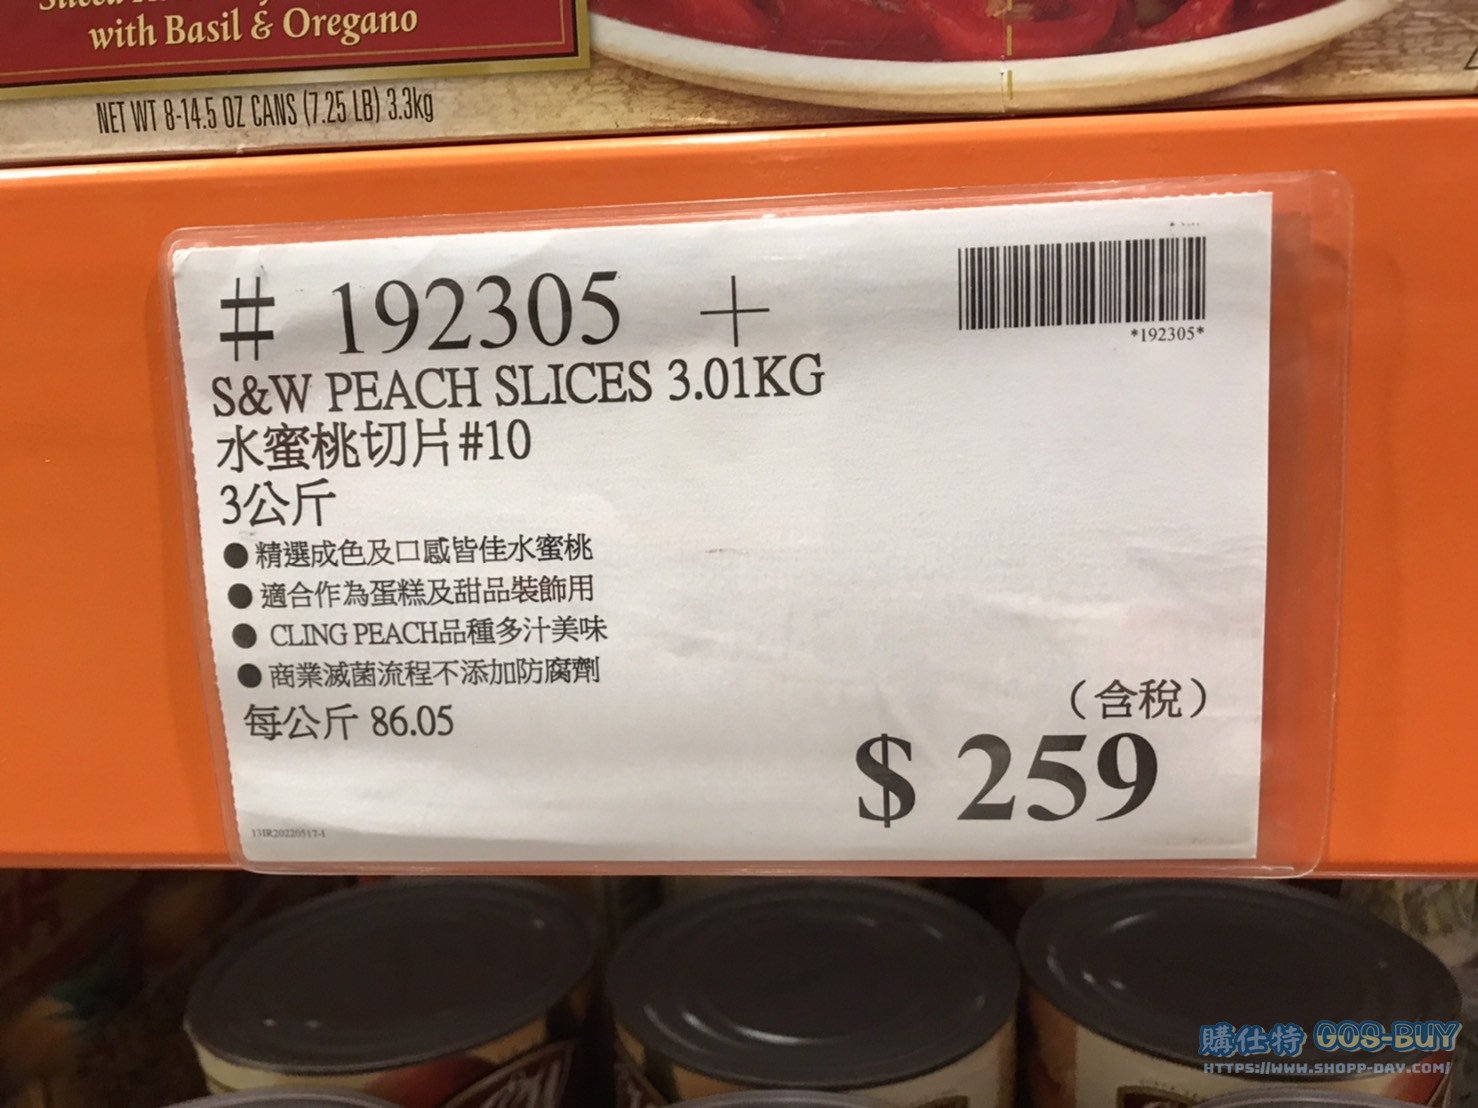 with Basil & Oregano
NET WT 8-14.5 OZ CANS (7.25 LB) 3.3kg
# 192305 +
*192305*
S&W PEACH SLICES 3.01KG
水蜜桃切片#10
3公斤
● 精選成色及口感皆佳水蜜桃
● 適合作為蛋糕及甜品裝飾用
● CLING PEACH品種多汁美味
● 商業滅菌流程不添加防腐劑
每公斤 86.05
(含稅)
$ 259
13IR20220517-1
購仕特 GOS-BUY
HTTPS://WWW.SHOPP-DAY.COM/